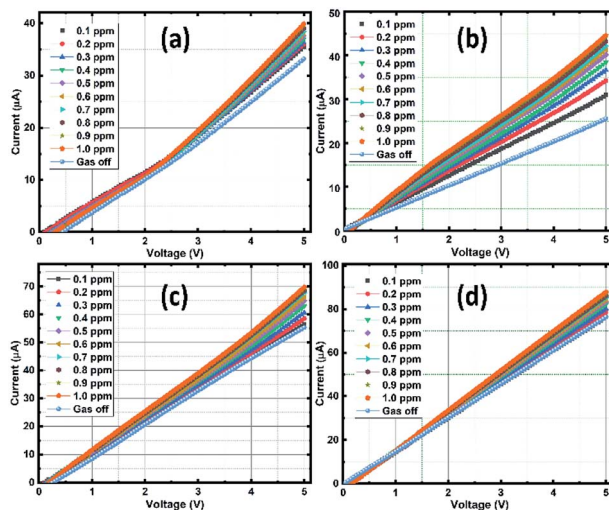 (a)
Current (µA)
40
30
20
10
0
0.1 ppm
0.2 ppm
0.3 ppm
0.4 ppm
0.5 ppm
0.6 ppm
0.7 ppm
0.8 ppm
0.9 ppm
1.0 ppm
Gas off
0
1
2
3
4
5
Voltage (V)
(b)
Current (µA)
50
40
30
20
10
0
0.1 ppm
0.2 ppm
0.3 ppm
0.4 ppm
0.5 ppm
0.6 ppm
0.7 ppm
0.8 ppm
0.9 ppm
1.0 ppm
Gas off
0
1
2
3
4
5
Voltage (V)
(c)
Current (µA)
70
60
50
40
30
20
10
0
0.1 ppm
0.2 ppm
0.3 ppm
0.4 ppm
0.5 ppm
0.6 ppm
0.7 ppm
0.8 ppm
0.9 ppm
1.0 ppm
Gas off
0
1
2
3
4
5
Voltage (V)
(d)
Current (µA)
100
80
60
40
20
0
0.1 ppm
0.2 ppm
0.3 ppm
0.4 ppm
0.5 ppm
0.6 ppm
0.7 ppm
0.8 ppm
0.9 ppm
1.0 ppm
Gas off
0
1
2
3
4
5
Voltage (V)